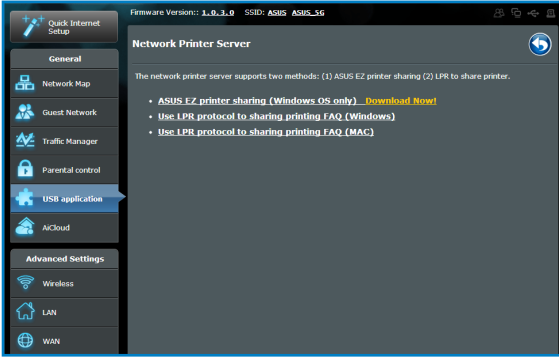 Quick Internet
Setup
Firmware Version:: 1.0.3.0 SSID: ASUS ASUS_5G
General
Network Map
Guest Network
Traffic Manager
Parental control
USB application
AiCloud
Advanced Settings
Wireless
LAN
WAN
Network Printer Server
The network printer server supports two methods: (1) ASUS EZ printer sharing (2) LPR to share printer.
• ASUS EZ printer sharing (Windows OS only) Download Now!
• Use LPR protocol to sharing printing FAQ (Windows)
• Use LPR protocol to sharing printing FAQ (MAC)